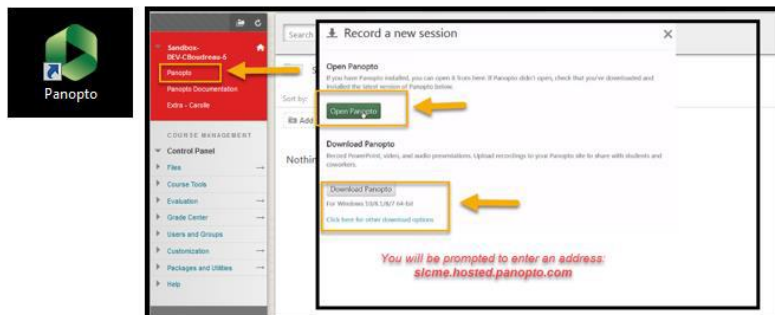 Panopto
Sandbox-
DEV-CBoudreau-6
Panopto
Panopto Documentation
Extra - Carolle
COURSE MANAGEMENT
Control Panel
Files
Course Tools
Evaluation
Grade Center
Users and Groups
Customization
Packages and Utilities
Help
Search
S
Sort by:
Add
Nothin
Record a new session
Open Panopto
If you have Panopto installed, you can open it from here. If Panopto didn't open, check that you've downloaded and
installed the latest version of Panopto below.
Open Panopto
Download Panopto
Record PowerPoint, video, and audio presentations. Upload recordings to your Panopto site to share with students and
coworkers.
Download Panopto
For Windows 10/8.1/8/7 64-bit
Click here for other download options
You will be prompted to enter an address:
slcme.hosted.panopto.com